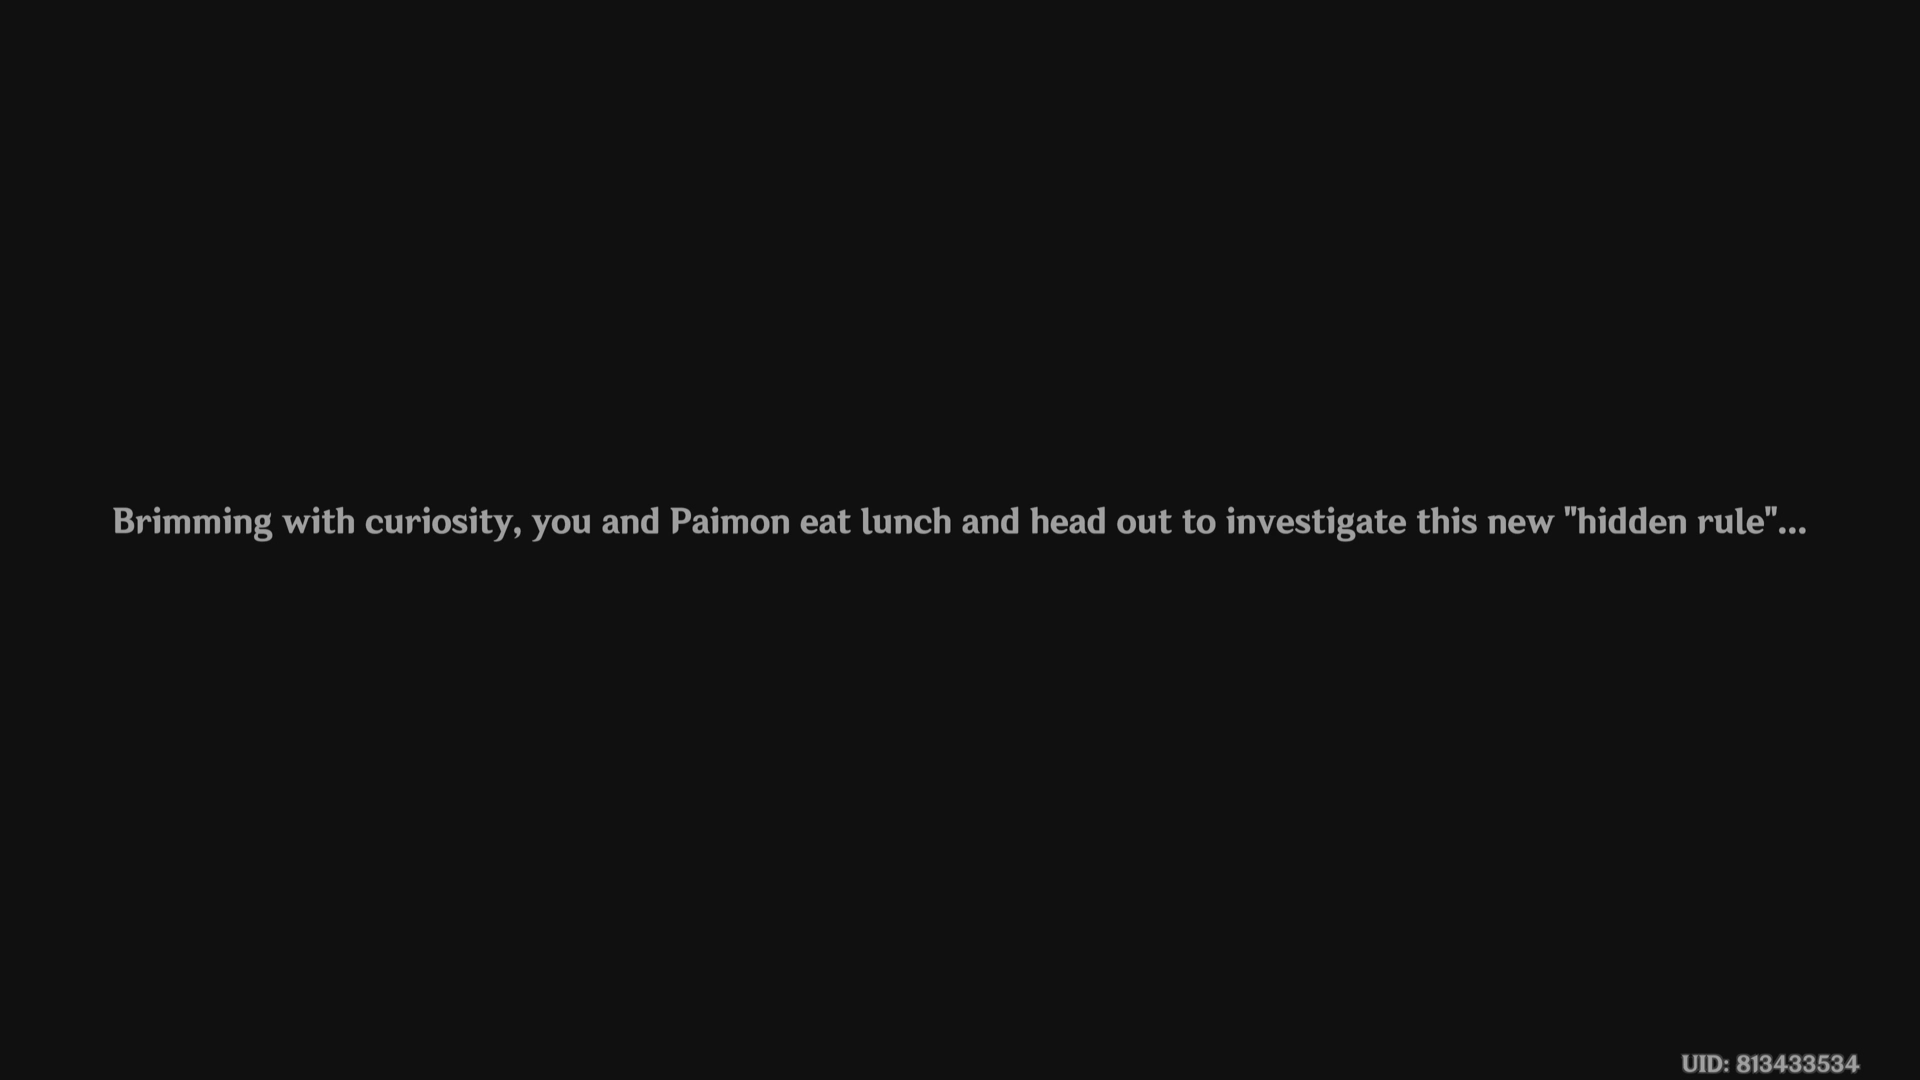 Brimming with curiosity, you and Paimon eat lunch and head out to investigate this new "hidden rule"...
UID: 813433534